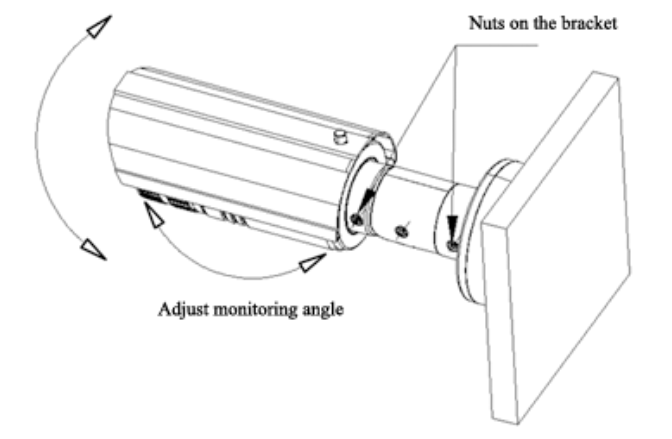 Nuts on the bracket
Adjust monitoring angle